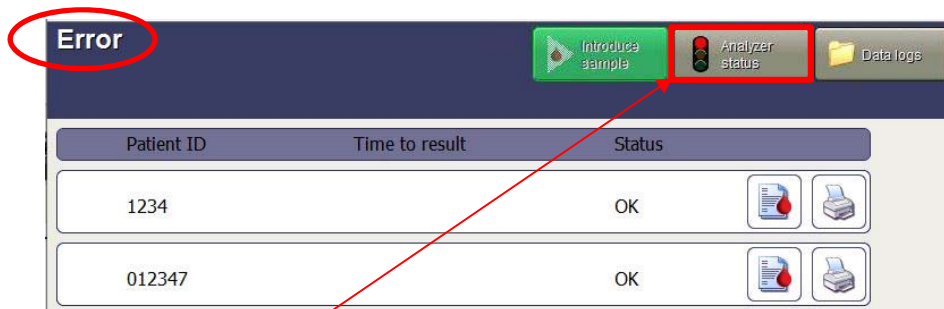 Error
Introduce
sample
Analyzer
status
Data logs
Patient ID Time to result Status
1234 OK
012347 OK